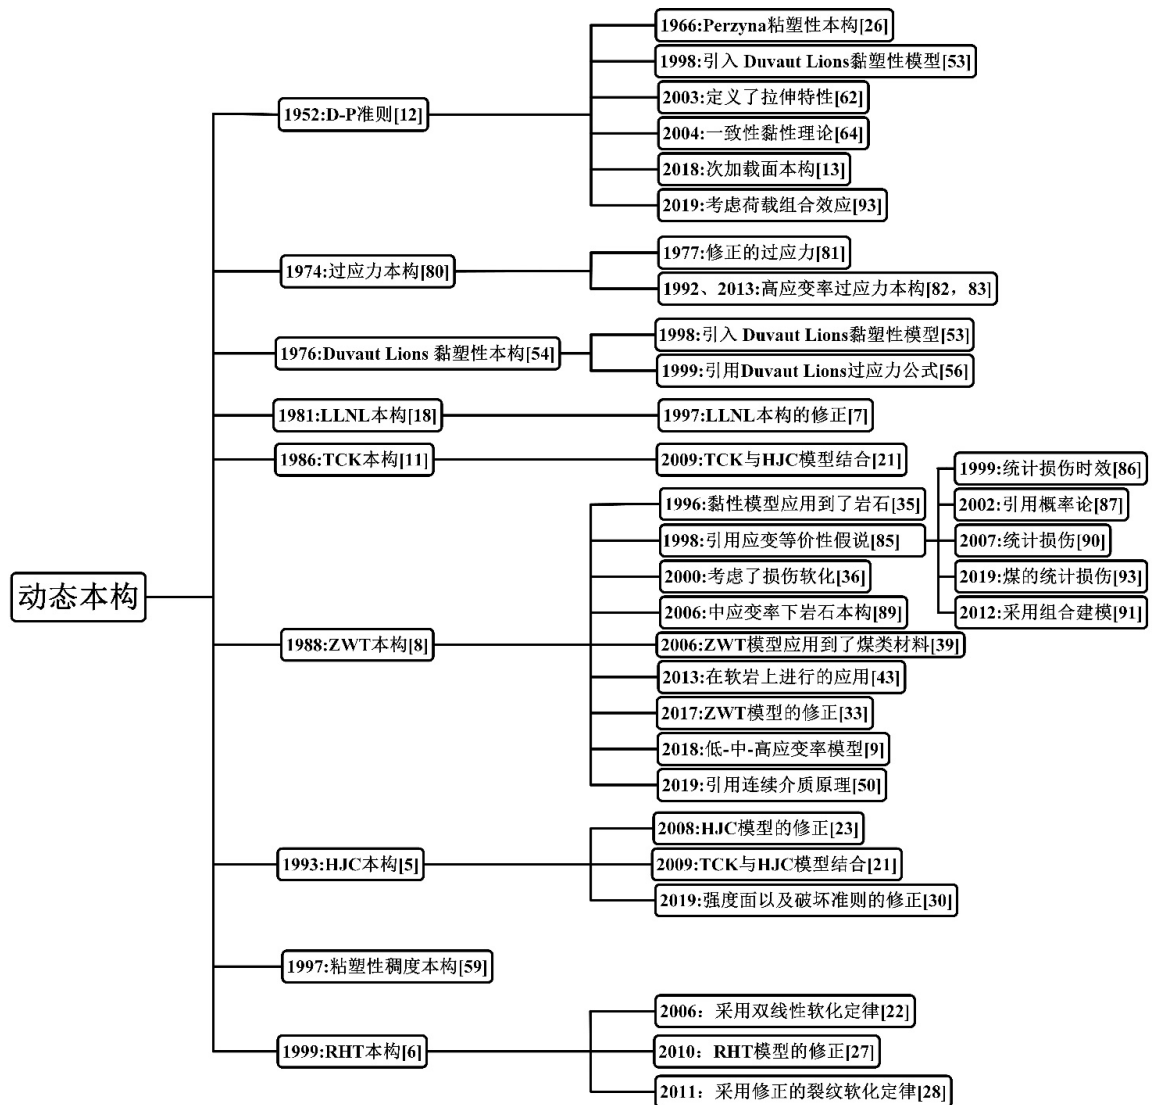 动态本构
1952:D-P准则[12]
1966:Perzyna粘塑性本构[26]
1998:引入 Duvaut Lions黏塑性模型[53]
2003:定义了拉伸特性[62]
2004:一致性黏性理论[64]
2018:次加载面本构[13]
2019:考虑荷载组合效应[93]
1974:过应力本构[80]
1977:修正的过应力[81]
1992、2013:高应变率过应力本构[82，83]
1976:Duvaut Lions 黏塑性本构[54]
1998:引入 Duvaut Lions黏塑性模型[53]
1999:引用Duvaut Lions过应力公式[56]
1981:LLNL本构[18]
1997:LLNL本构的修正[7]
1986:TCK本构[11]
2009:TCK与HJC模型结合[21]
1988:ZWT本构[8]
1996:黏性模型应用到了岩石[35]
1998:引用应变等价性假说[85]
1999:统计损伤时效[86]
2002:引用概率论[87]
2007:统计损伤[90]
2019:煤的统计损伤[93]
2012:采用组合建模[91]
2000:考虑了损伤软化[36]
2006:中应变率下岩石本构[89]
2006:ZWT模型应用到了煤类材料[39]
2013:在软岩上进行的应用[43]
2017:ZWT模型的修正[33]
2018:低-中-高应变率模型[9]
2019:引用连续介质原理[50]
1993:HJC本构[5]
2008:HJC模型的修正[23]
2009:TCK与HJC模型结合[21]
2019:强度面以及破坏准则的修正[30]
1997:粘塑性稠度本构[59]
1999:RHT本构[6]
2006：采用双线性软化定律[22]
2010：RHT模型的修正[27]
2011：采用修正的裂纹软化定律[28]